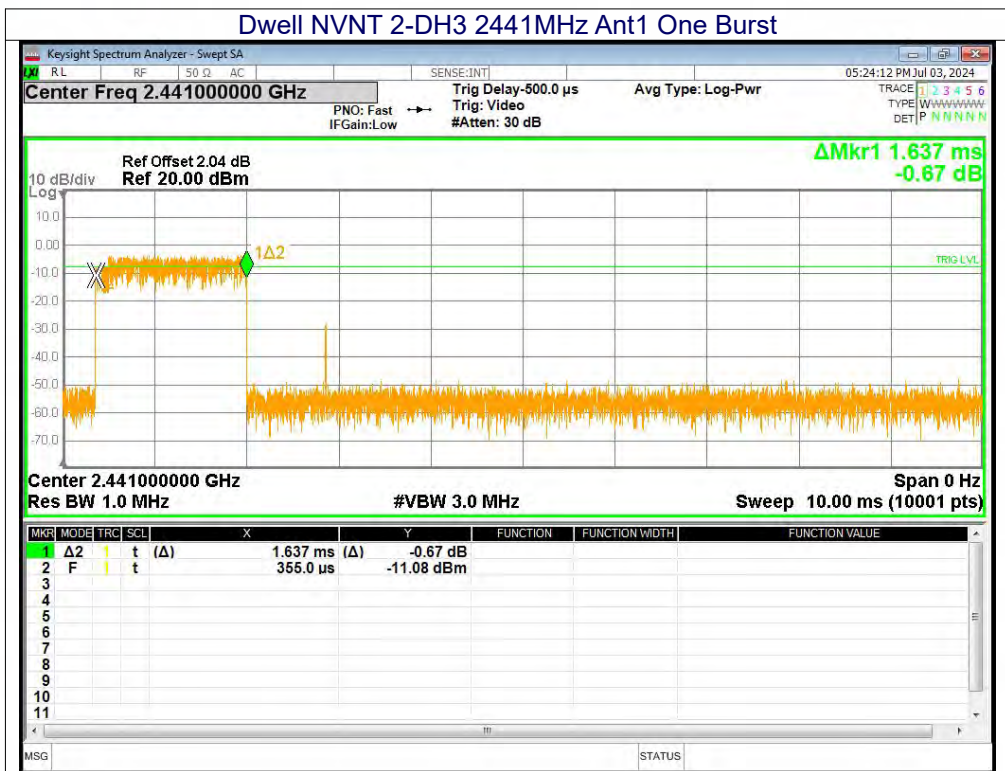 Dwell NVNT 2-DH3 2441MHz Ant1 One Burst
Keysight Spectrum Analyzer - Swept SA
LXI RL RF 50 Ω AC SENSE:INT 05:24:12 PM Jul 03, 2024
Center Freq 2.441000000 GHz Trig Delay-500.0 µs Avg Type: Log-Pwr TRACE 1 2 3 4 5 6
PNO: Fast Trig: Video TYPE WWWWWWW
IFGain:Low #Atten: 30 dB DET P N N N N N
ΔMkr1 1.637 ms
Ref Offset 2.04 dB -0.67 dB
10 dB/div Ref 20.00 dBm
Log
10.0
0.00
1Δ2
TRIG LVL
-10.0
-20.0
-30.0
-40.0
-50.0
-60.0
-70.0
Center 2.441000000 GHz Span 0 Hz
Res BW 1.0 MHz #VBW 3.0 MHz Sweep 10.00 ms (10001 pts)
MKR MODE TRC SCL X Y FUNCTION FUNCTION WIDTH FUNCTION VALUE
1 Δ2 1 t (Δ) 1.637 ms (Δ) -0.67 dB
2 F 1 t 355.0 µs -11.08 dBm
3
4
5
6
7
8
9
10
11
MSG STATUS